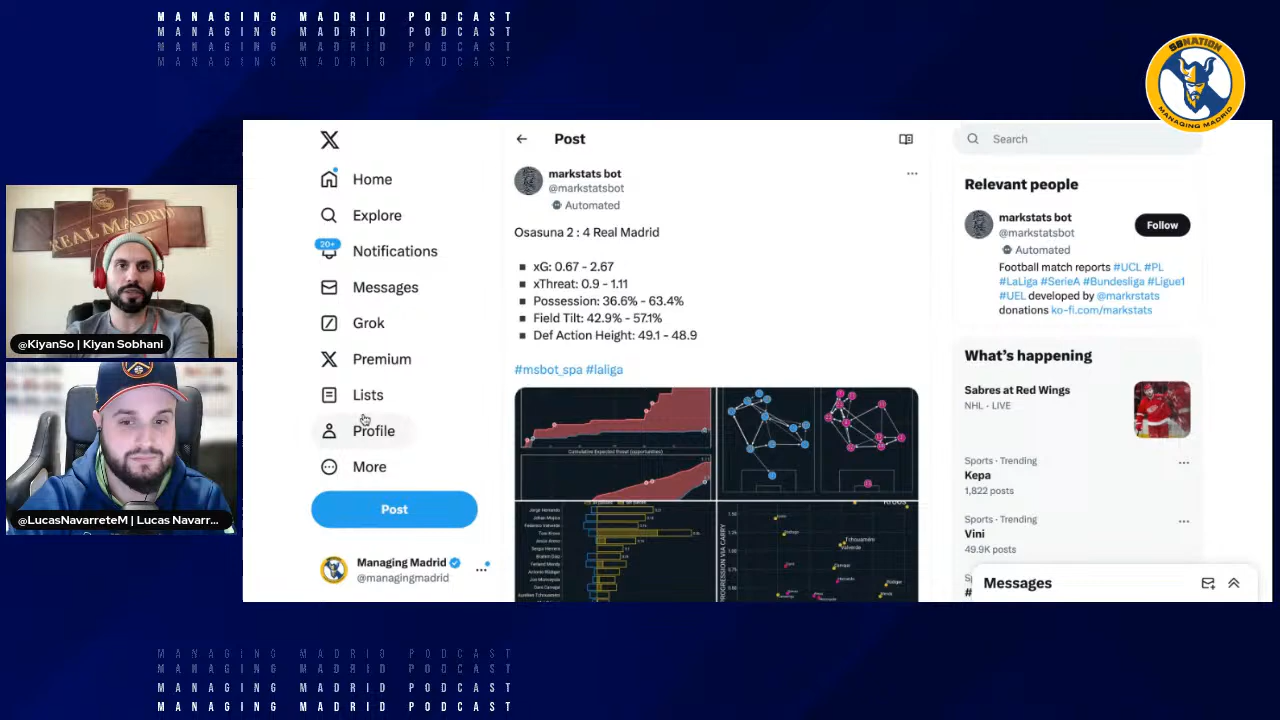 MANAGING MADRID PODCAST
MANAGING MADRID PODCAST
MANAGING MADRID PODCAST
MANAGING MADRID PODCAST
SBNATION
MANAGING MADRID
REAL MADRID
@KiyanSo | Kiyan Sobhani
@LucasNavarreteM | Lucas Navarr...
X
Home
Explore
20+
Notifications
Messages
Grok
Premium
Lists
Profile
More
Post
Managing Madrid
@managingmadrid
Post
markstats bot
@markstatsbot
Automated
Osasuna 2 : 4 Real Madrid
xG: 0.67 - 2.67
xThreat: 0.9 - 1.11
Possession: 36.6% - 63.4%
Field Tilt: 42.9% - 57.1%
Def Action Height: 49.1 - 48.9
#msbot_spa #laliga
Kroos
Tchouameni
Valverde
PROGRESSION VIA CARRY
Search
Relevant people
markstats bot
@markstatsbot
Follow
Automated
Football match reports #UCL #PL
#LaLiga #SerieA #Bundesliga #Ligue1
#UEL developed by @markrstats
donations ko-fi.com/markstats
What's happening
Sabres at Red Wings
NHL · LIVE
Sports · Trending
Kepa
1,822 posts
Sports · Trending
Vini
49.9K posts
Messages
MANAGING MADRID PODCAST
MANAGING MADRID PODCAST
MANAGING MADRID PODCAST
MANAGING MADRID PODCAST